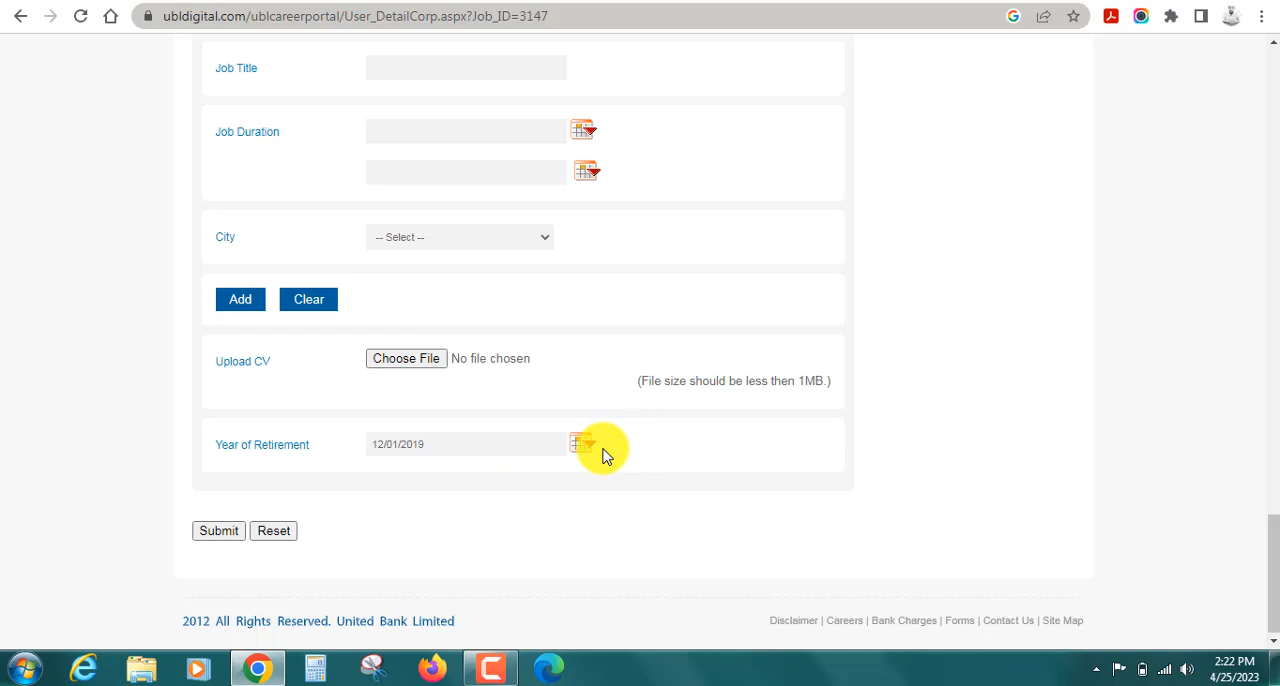 ubldigital.com/ublcareerportal/User_DetailCorp.aspx?Job_ID=3147
Job Title
Job Duration
City
-- Select --
Add Clear
Upload CV Choose File No file chosen
(File size should be less then 1MB.)
Year of Retirement 12/01/2019
Submit Reset
2012 All Rights Reserved. United Bank Limited
Disclaimer | Careers | Bank Charges | Forms | Contact Us | Site Map
2:22 PM
4/25/2023